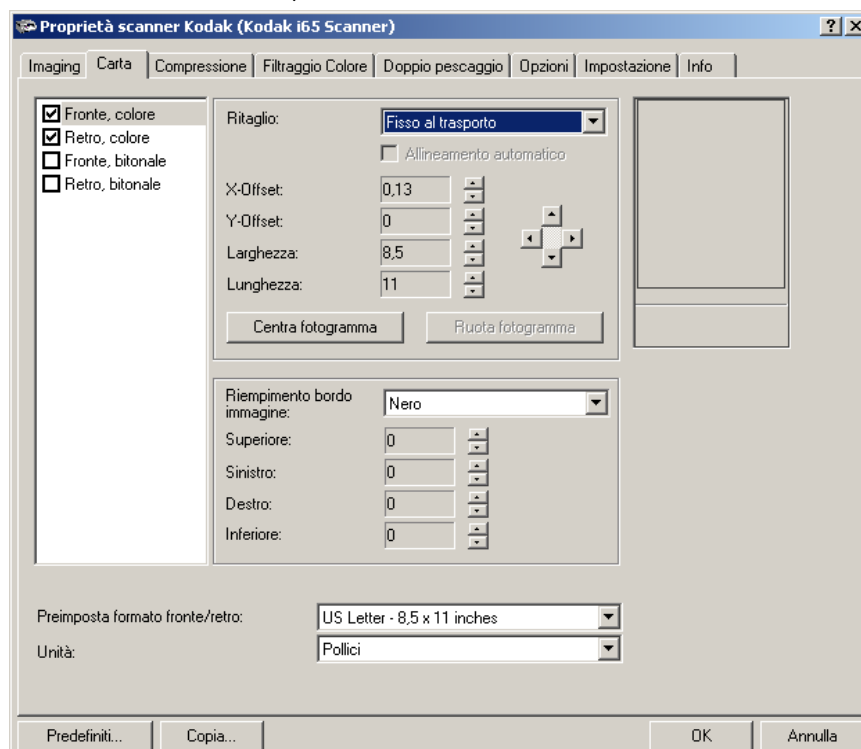 Proprietà scanner Kodak (Kodak i65 Scanner)
Imaging Carta Compressione Filtraggio Colore Doppio pescaggio Opzioni Impostazione Info
Fronte, colore
Retro, colore
Fronte, bitonale
Retro, bitonale
Ritaglio: Fisso al trasporto
Allineamento automatico
X-Offset: 0,13
Y-Offset: 0
Larghezza: 8,5
Lunghezza: 11
Centra fotogramma Ruota fotogramma
Riempimento bordo
immagine: Nero
Superiore: 0
Sinistro: 0
Destro: 0
Inferiore: 0
Preimposta formato fronte/retro: US Letter - 8,5 x 11 inches
Unità: Pollici
Predefiniti... Copia... OK Annulla